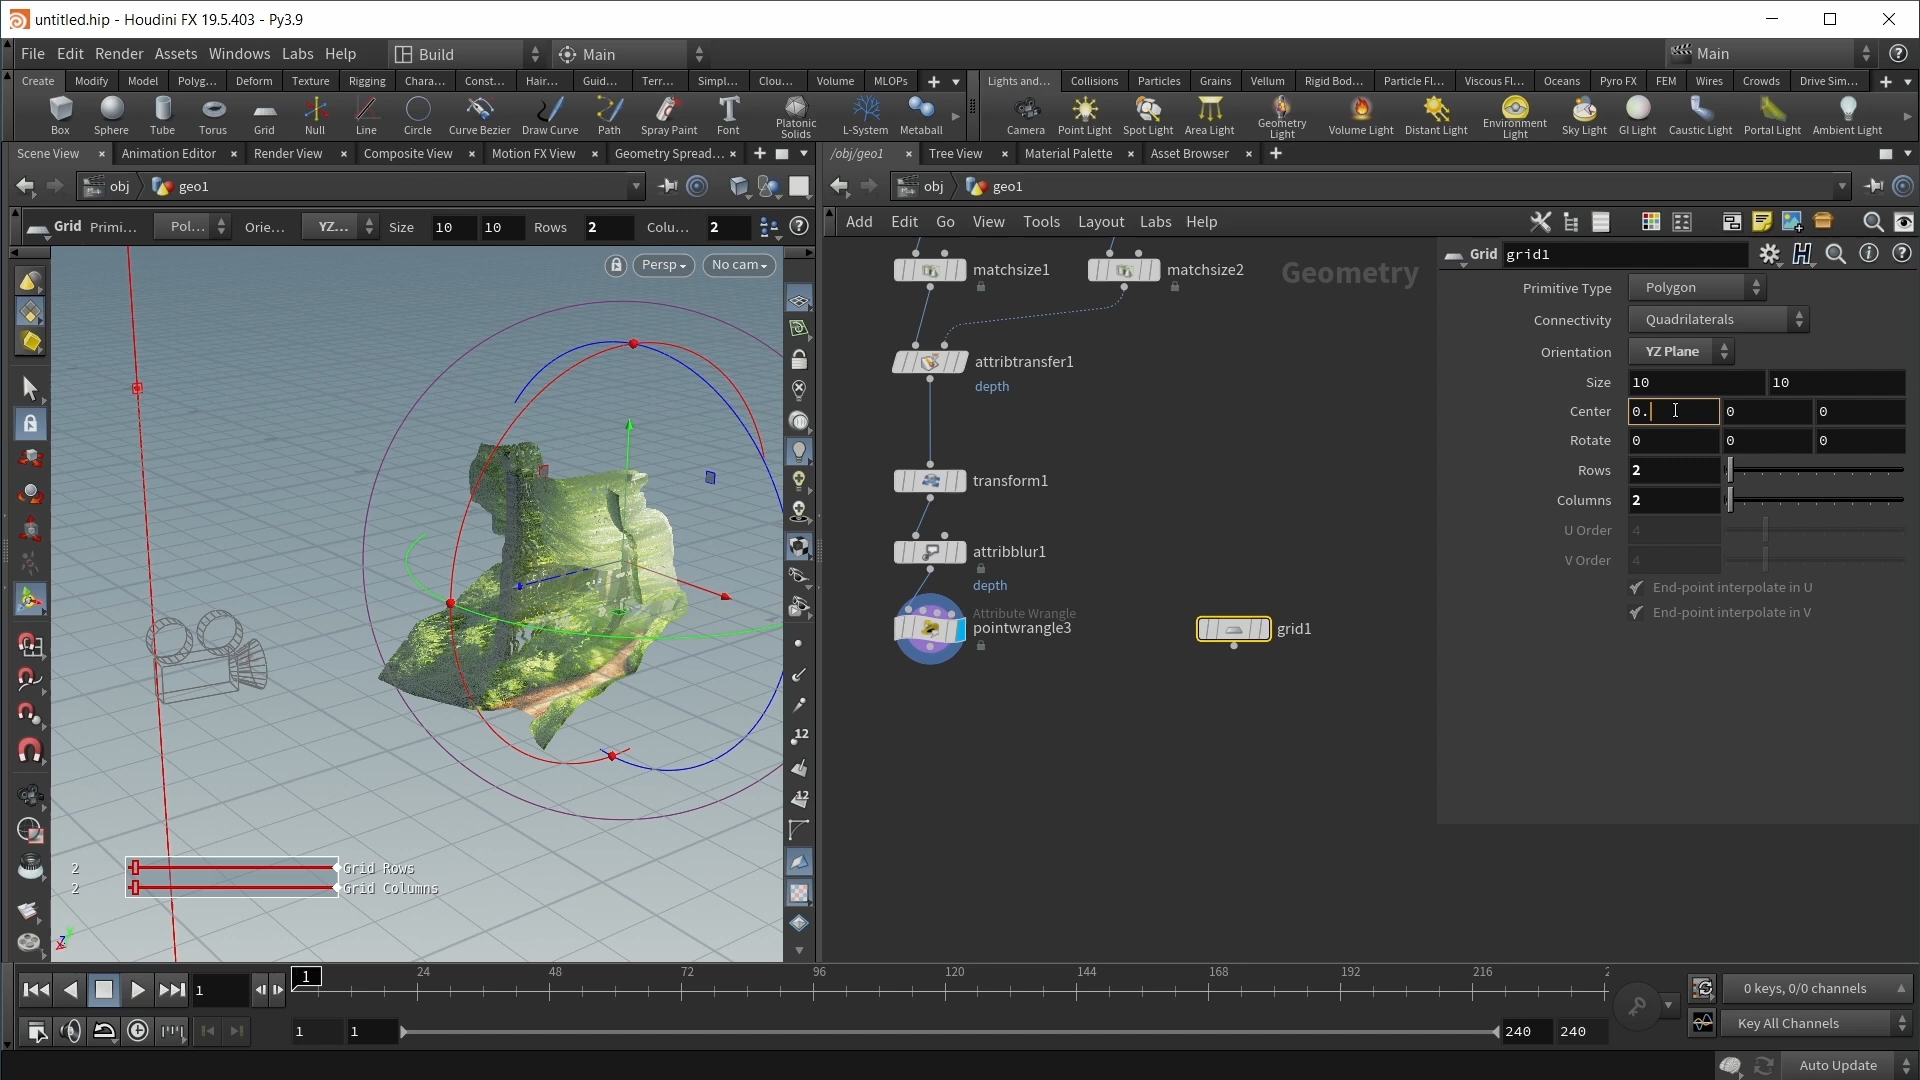 untitled.hip - Houdini FX 19.5.403 - Py3.9
File Edit Render Assets Windows Labs Help Build Main Main
Create Modify Model Polyg... Deform Texture Rigging Chara... Const... Hair... Guid... Terr... Simpl... Clou... Volume MLOPs
Lights and... Collisions Particles Grains Vellum Rigid Bod... Particle Fl... Viscous Fl... Oceans Pyro FX FEM Wires Crowds Drive Sim...
Box Sphere Tube Torus Grid Null Line Circle Curve Bezier Draw Curve Path Spray Paint Font Platonic Solids L-System Metaball
Camera Point Light Spot Light Area Light Geometry Light Volume Light Distant Light Environment Light Sky Light GI Light Caustic Light Portal Light Ambient Light
Scene View Animation Editor Render View Composite View Motion FX View Geometry Spread...
/obj/geo1 Tree View Material Palette Asset Browser
obj geo1
obj geo1
Grid Primi... Pol... Orie... YZ... Size 10 10 Rows 2 Colu... 2
Add Edit Go View Tools Layout Labs Help
Persp No cam
12
12
2 Grid Rows
2 Grid Columns
Geometry
matchsize1
matchsize2
attribtransfer1
depth
transform1
attribblur1
depth
Attribute Wrangle
pointwrangle3
grid1
Grid grid1
Primitive Type Polygon
Connectivity Quadrilaterals
Orientation YZ Plane
Size 10 10
Center 0. 0 0
Rotate 0 0 0
Rows 2
Columns 2
U Order 4
V Order 4
End-point interpolate in U
End-point interpolate in V
1 1 24 48 72 96 120 144 168 192 216 2
0 keys, 0/0 channels
1 1 240 240
Key All Channels
Auto Update